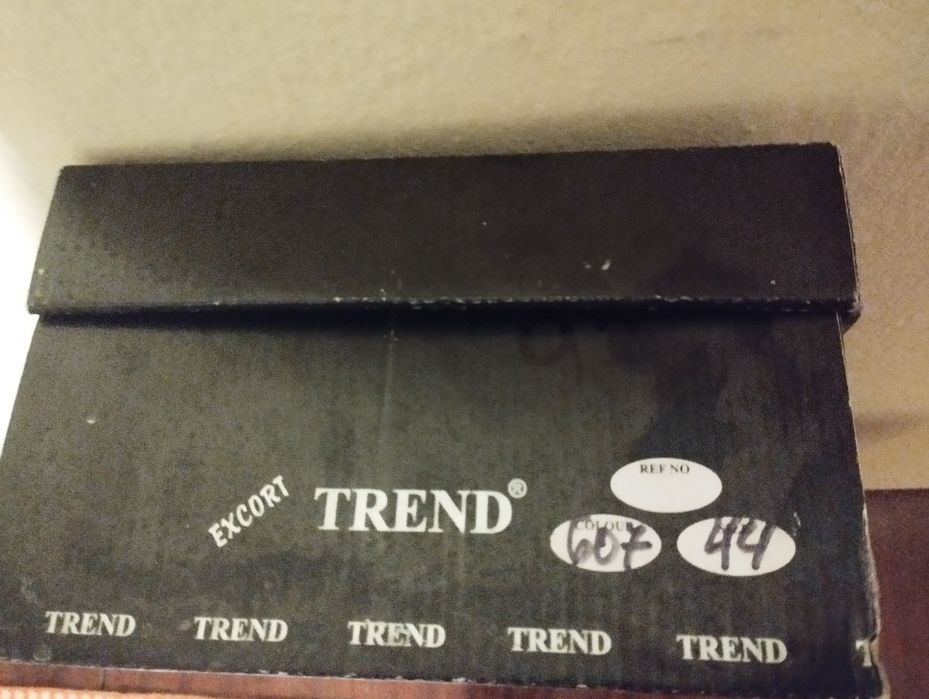 EXCORT
TREND®
REF NO
COLOUR
607
44
TREND TREND TREND TREND TREND T